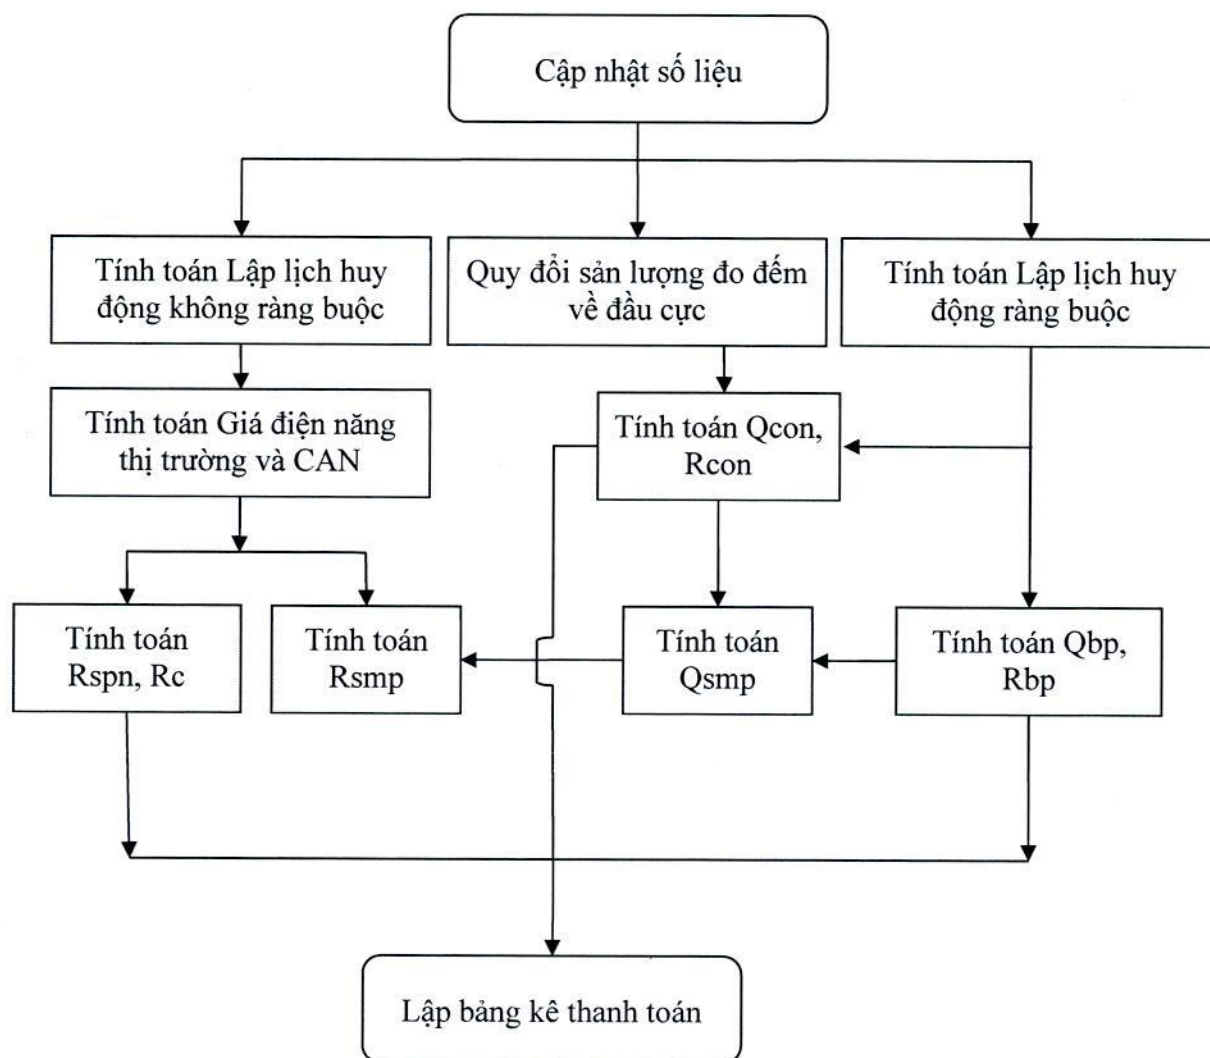 Cập nhật số liệu
Tính toán Lập lịch huy
động không ràng buộc
Quy đổi sản lượng đo đếm
về đầu cực
Tính toán Lập lịch huy
động ràng buộc
Tính toán Giá điện năng
thị trường và CAN
Tính toán Qcon,
Rcon
Tính toán
Rspn, Rc
Tính toán
Rsmp
Tính toán
Qsmp
Tính toán Qbp,
Rbp
Lập bảng kê thanh toán